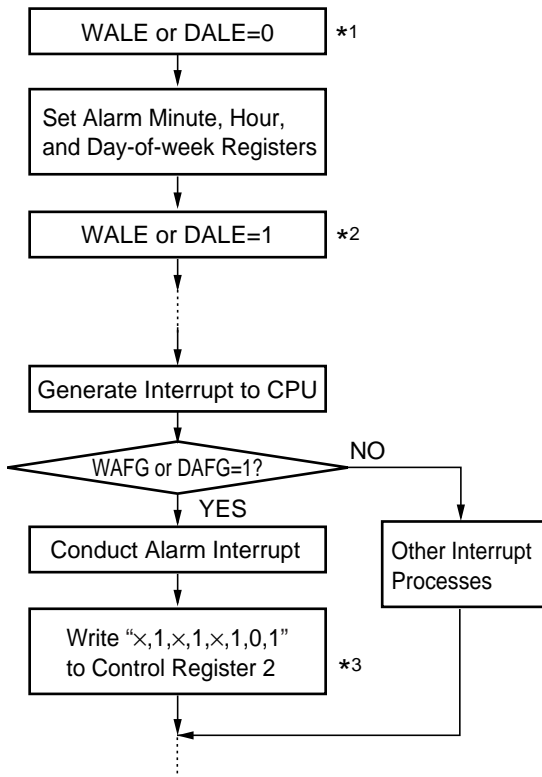 WALE or DALE=0
*1
Set Alarm Minute, Hour,
and Day-of-week Registers
WALE or DALE=1
*2
Generate Interrupt to CPU
WAFG or DAFG=1?
NO
YES
Conduct Alarm Interrupt
Other Interrupt
Processes
Write “×,1,×,1,×,1,0,1”
to Control Register 2
*3